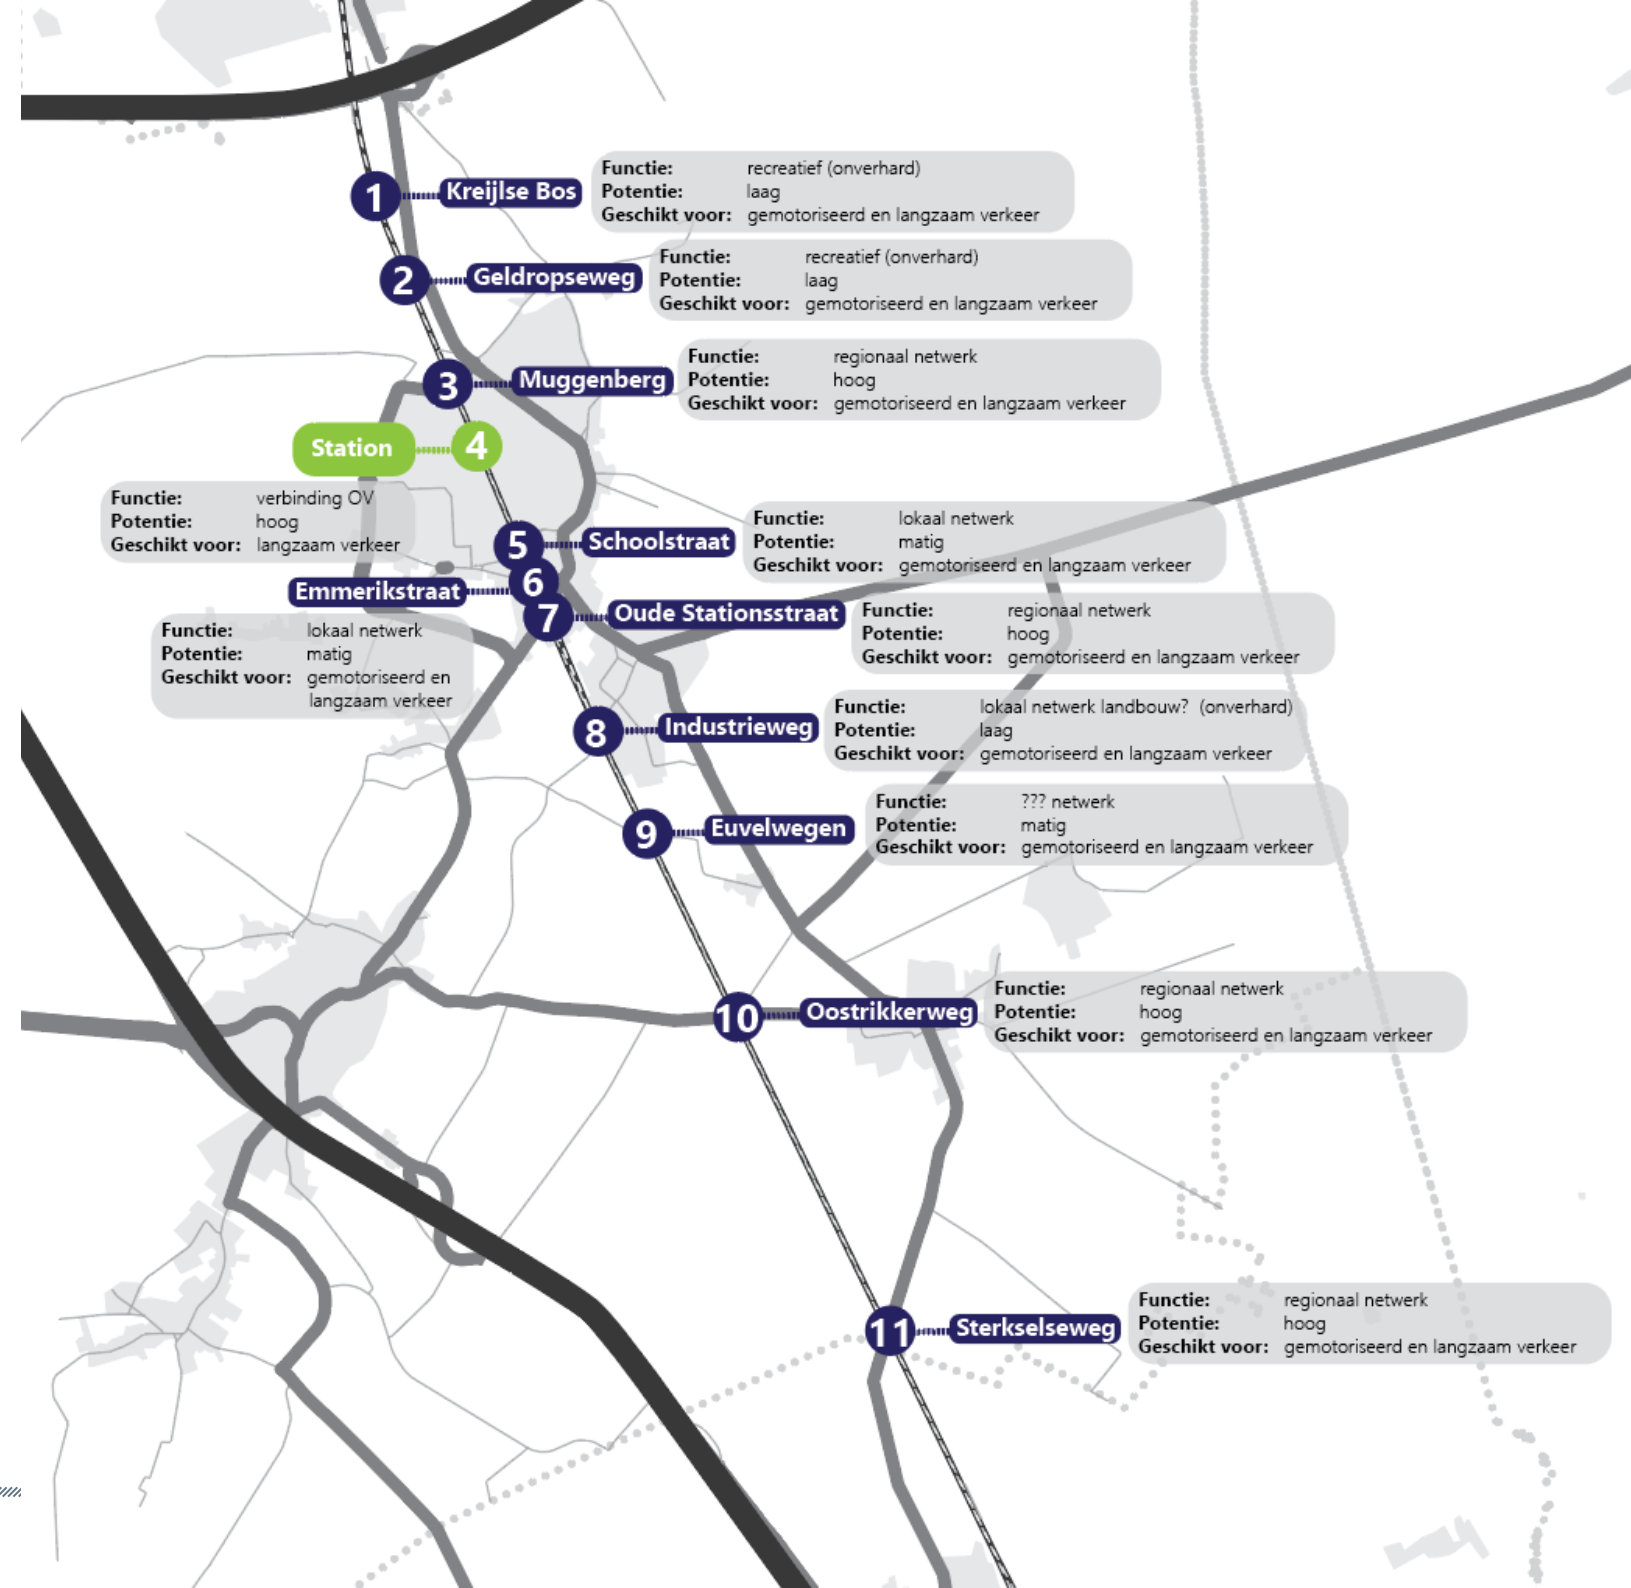 1 Kreijlse Bos
Functie: recreatief (onverhard)
Potentie: laag
Geschikt voor: gemotoriseerd en langzaam verkeer
2 Geldropseweg
Functie: recreatief (onverhard)
Potentie: laag
Geschikt voor: gemotoriseerd en langzaam verkeer
3 Muggenberg
Functie: regionaal netwerk
Potentie: hoog
Geschikt voor: gemotoriseerd en langzaam verkeer
Station 4
Functie: verbinding OV
Potentie: hoog
Geschikt voor: langzaam verkeer
5 Schoolstraat
Functie: lokaal netwerk
Potentie: matig
Geschikt voor: gemotoriseerd en langzaam verkeer
Emmerikstraat 6
Functie: lokaal netwerk
Potentie: matig
Geschikt voor: gemotoriseerd en
langzaam verkeer
7 Oude Stationsstraat
Functie: regionaal netwerk
Potentie: hoog
Geschikt voor: gemotoriseerd en langzaam verkeer
8 Industrieweg
Functie: lokaal netwerk landbouw? (onverhard)
Potentie: laag
Geschikt voor: gemotoriseerd en langzaam verkeer
9 Euvelwegen
Functie: ??? netwerk
Potentie: matig
Geschikt voor: gemotoriseerd en langzaam verkeer
10 Oostrikkerweg
Functie: regionaal netwerk
Potentie: hoog
Geschikt voor: gemotoriseerd en langzaam verkeer
11 Sterkselseweg
Functie: regionaal netwerk
Potentie: hoog
Geschikt voor: gemotoriseerd en langzaam verkeer